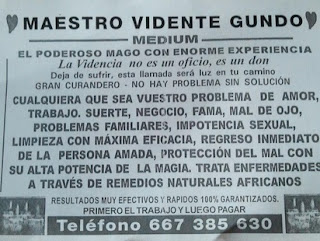 MAESTRO VIDENTE GUNDO
MEDIUM
EL PODEROSO MAGO CON ENORME EXPERIENCIA
La Videncia no es un oficio, es un don
Deja de sufrir, esta llamada será luz en tu camino
GRAN CURANDERO - NO HAY PROBLEMA SIN SOLUCIÓN
CUALQUIERA QUE SEA VUESTRO PROBLEMA DE AMOR,
TRABAJO. SUERTE, NEGOCIO, FAMA, MAL DE OJO,
PROBLEMAS FAMILIARES, IMPOTENCIA SEXUAL,
LIMPIEZA CON MÁXIMA EFICACIA, REGRESO INMEDIATO
DE LA PERSONA AMADA, PROTECCIÓN DEL MAL CON
SU ALTA POTENCIA DE LA MAGIA. TRATA ENFERMEDADES
A TRAVÉS DE REMEDIOS NATURALES AFRICANOS
RESULTADOS MUY EFECTIVOS Y RAPIDOS 100% GARANTIZADOS.
PRIMERO EL TRABAJO Y LUEGO PAGAR
Teléfono 667 385 630